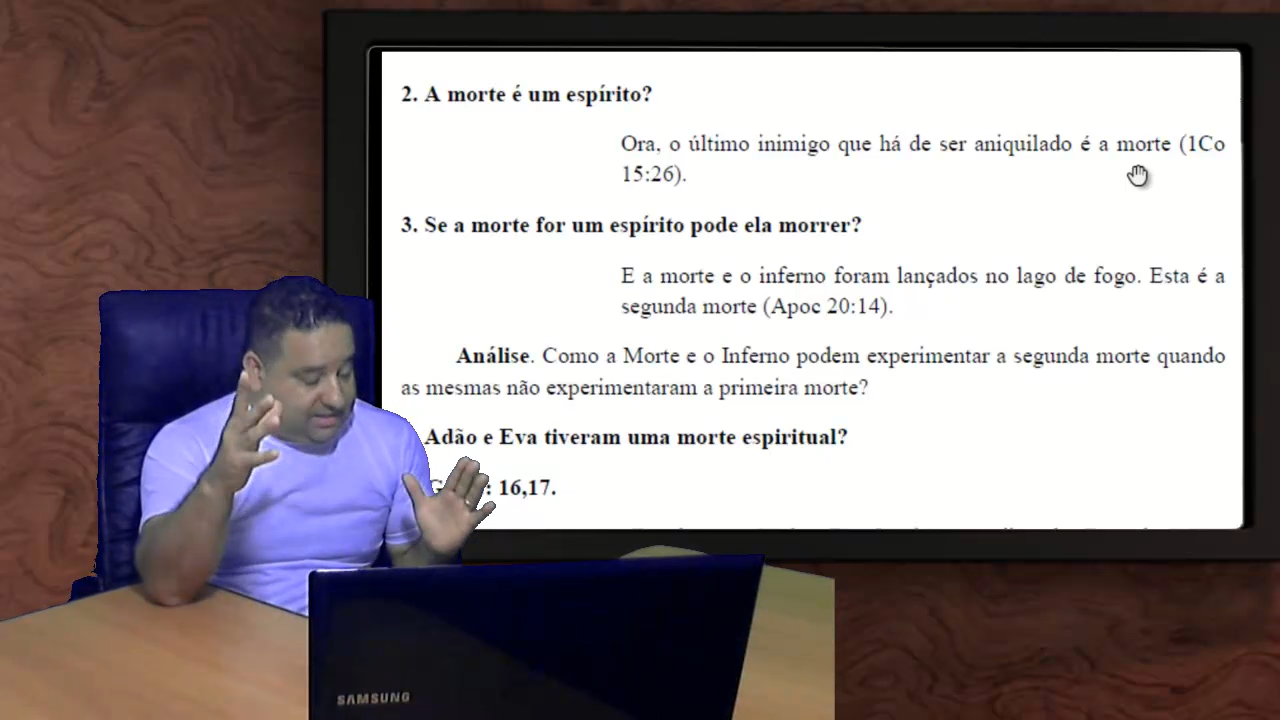 2. A morte é um espírito?
Ora, o último inimigo que há de ser aniquilado é a morte (1Co
15:26).
3. Se a morte for um espírito pode ela morrer?
E a morte e o inferno foram lançados no lago de fogo. Esta é a
segunda morte (Apoc 20:14).
Análise. Como a Morte e o Inferno podem experimentar a segunda morte quando
as mesmas não experimentaram a primeira morte?
Adão e Eva tiveram uma morte espiritual?
: 16,17.
SAMSUNG